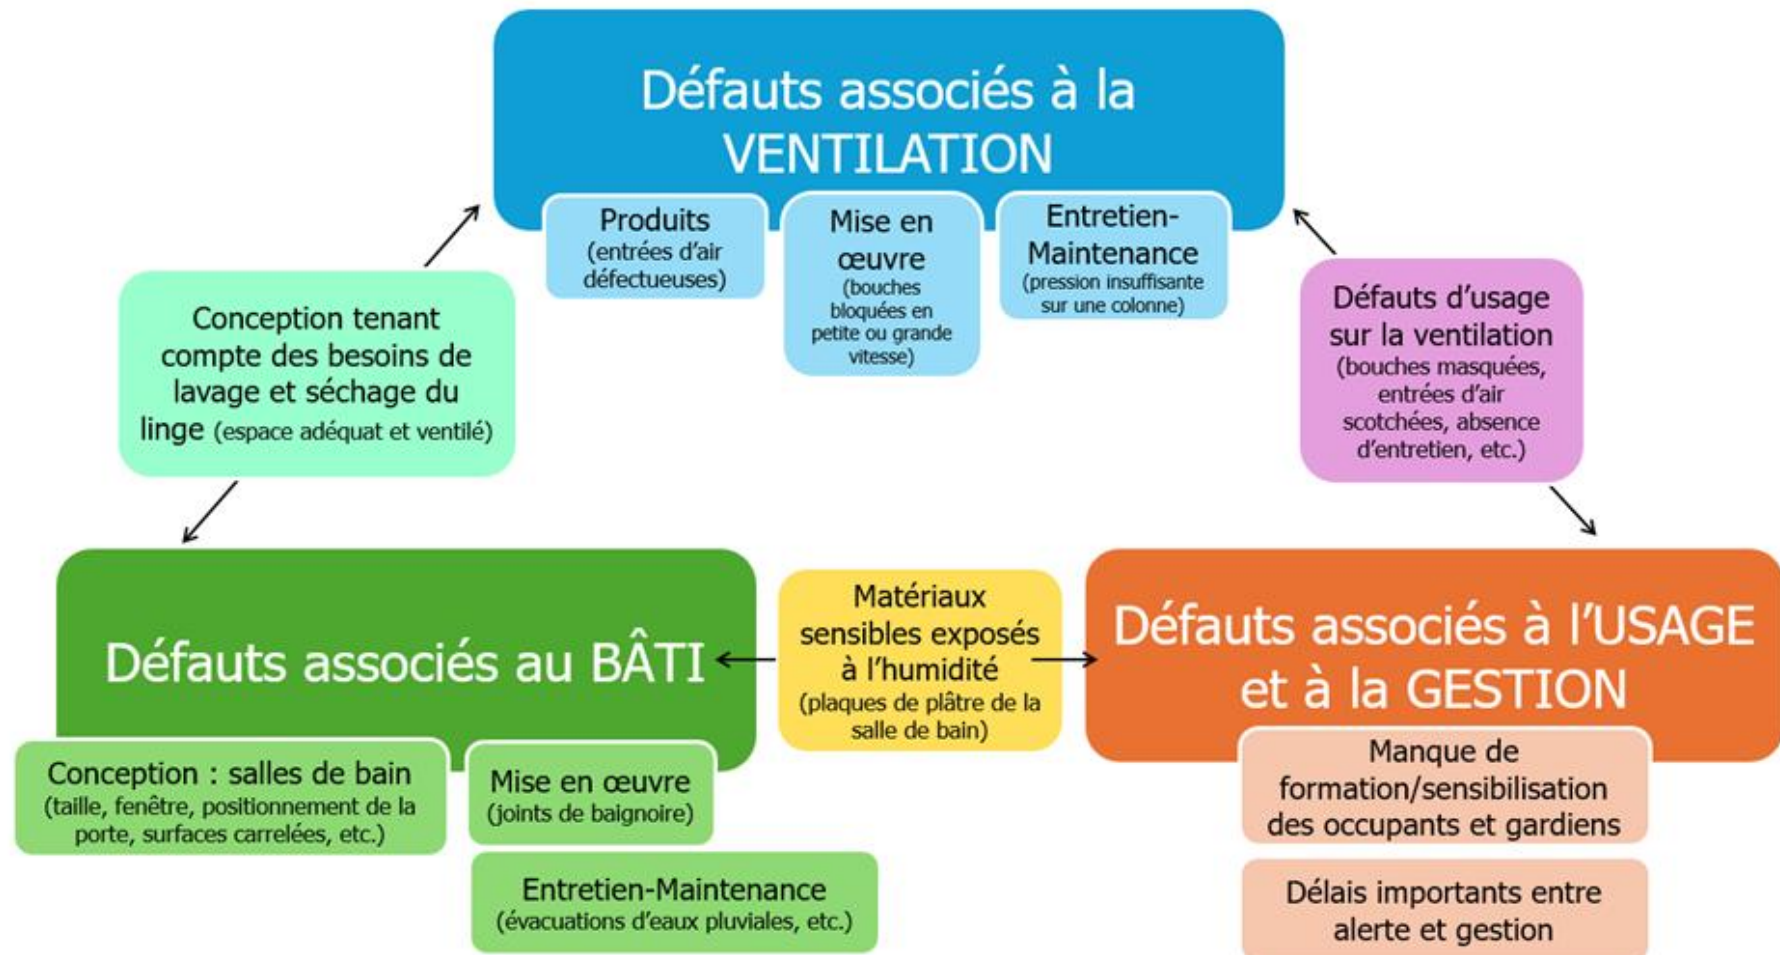 Défauts associés à la
VENTILATION
Produits
(entrées d'air
défectueuses)
Mise en
œuvre
(bouches
bloquées en
petite ou grande
vitesse)
Entretien-
Maintenance
(pression insuffisante
sur une colonne)
Conception tenant
compte des besoins de
lavage et séchage du
linge (espace adéquat et ventilé)
Défauts d'usage
sur la ventilation
(bouches masquées,
entrées d'air
scotchées, absence
d'entretien, etc.)
Défauts associés au BÂTI
Matériaux
sensibles exposés
à l'humidité
(plaques de plâtre de la
salle de bain)
Défauts associés à l'USAGE
et à la GESTION
Conception : salles de bain
(taille, fenêtre, positionnement de la
porte, surfaces carrelées, etc.)
Mise en œuvre
(joints de baignoire)
Entretien-Maintenance
(évacuations d'eaux pluviales, etc.)
Manque de
formation/sensibilisation
des occupants et gardiens
Délais importants entre
alerte et gestion